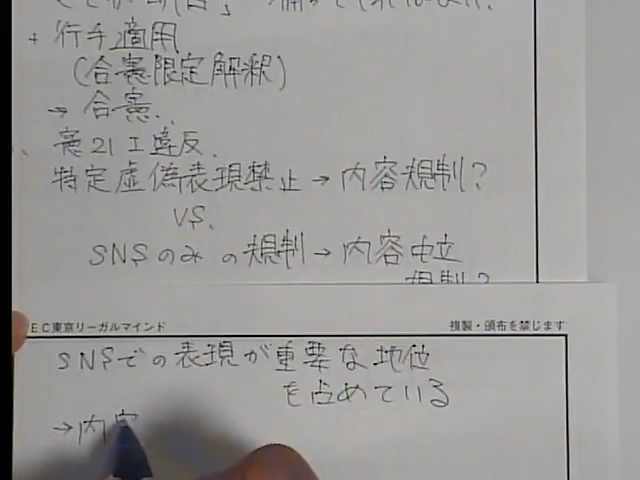 + 行手適用
(合憲限定解釈)
→ 合憲..
憲21Ⅰ違反.
特定虚偽表現禁止→内容規制?
VS.
SNSのみの規制→内容中立
規制?
EC東京リーガルマインド
複製・頒布を禁じます
SNSでの表現が重要な地位
を占めている
→内容